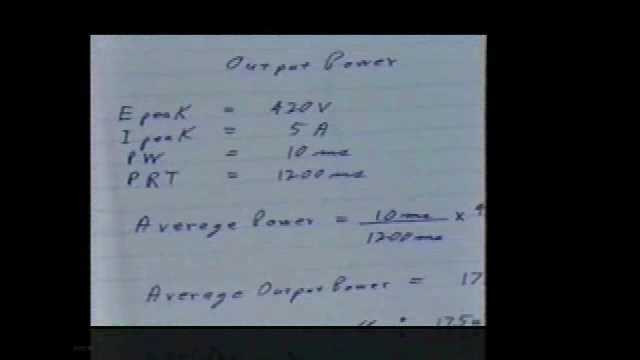 Output Power
E peak = 420V
I peak = 5 A
PW = 10 ms
PRT = 1200 ms
Average Power = 10 ms / 1200 ms x
Average Output Power = 17